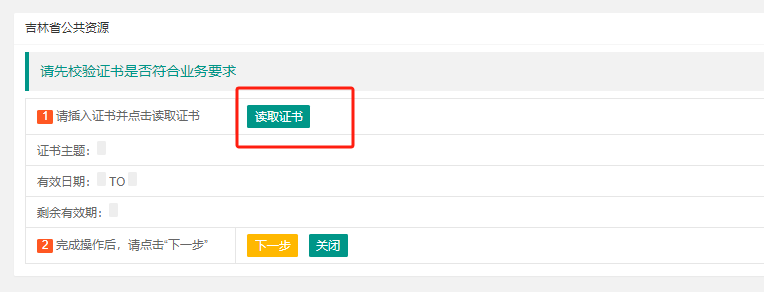 吉林省公共资源
请先校验证书是否符合业务要求
1 请插入证书并点击读取证书 读取证书
证书主题：
有效日期： TO
剩余有效期：
2 完成操作后，请点击“下一步” 下一步 关闭